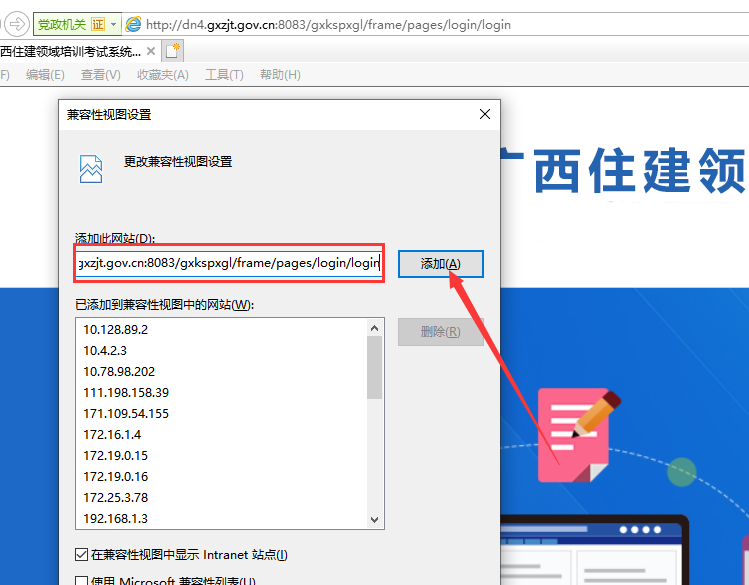 党政机关 证 http://dn4.gxzjt.gov.cn:8083/gxkspxgl/frame/pages/login/login
西住建领域培训考试系统...
F) 编辑(E) 查看(V) 收藏夹(A) 工具(T) 帮助(H)
兼容性视图设置
更改兼容性视图设置
广西住建领
添加此网站(D):
gxzjt.gov.cn:8083/gxkspxgl/frame/pages/login/login
添加(A)
已添加到兼容性视图中的网站(W):
删除(R)
10.128.89.2
10.4.2.3
10.78.98.202
111.198.158.39
171.109.54.155
172.16.1.4
172.19.0.15
172.19.0.16
172.25.3.78
192.168.1.3
在兼容性视图中显示 Intranet 站点(I)
使用 Microsoft 兼容性列表(U)